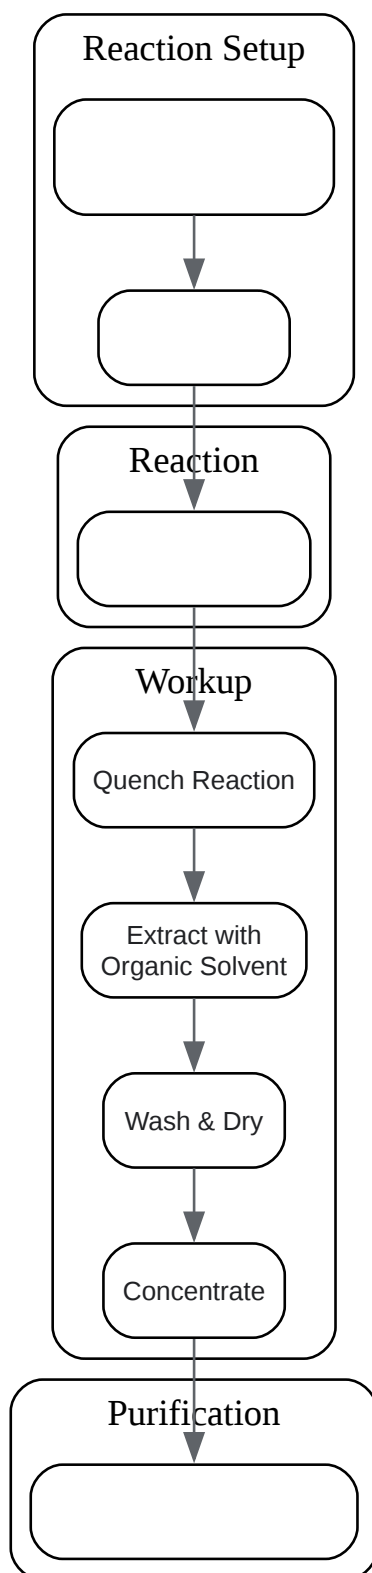 Reaction Setup
Reaction
Workup
Quench Reaction
Extract with
Organic Solvent
Wash & Dry
Concentrate
Purification